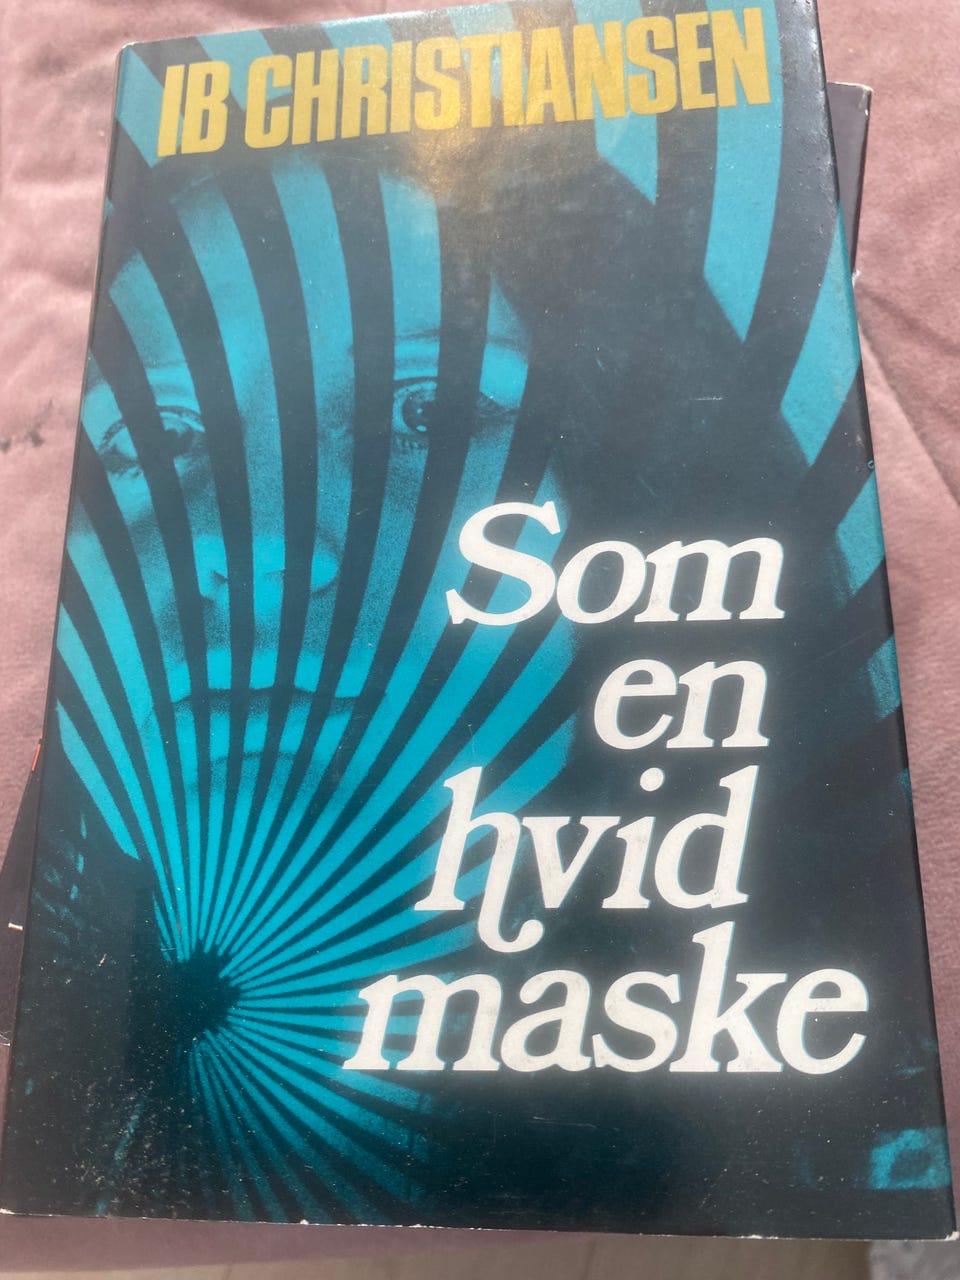 IB CHRISTIANSEN
Som
en
hvid
maske